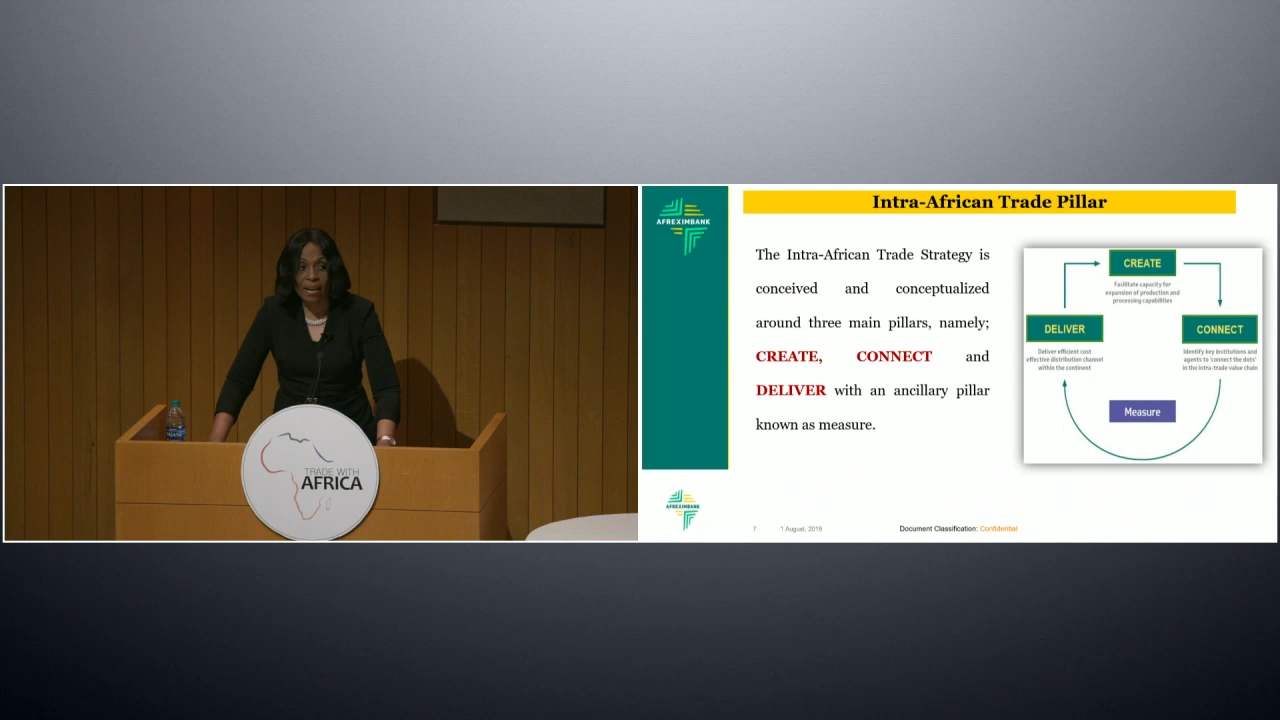 TRADE WITH
AFRICA
AFREXIMBANK
Intra-African Trade Pillar
The Intra-African Trade Strategy is
conceived and conceptualized
around three main pillars, namely;
CREATE, CONNECT and
DELIVER with an ancillary pillar
known as measure.
CREATE
Facilitate capacity for
expansion of production and
processing capabilities
DELIVER
Deliver efficient cost
effective distribution channel
within the continent
CONNECT
Identify key institutions and
agents to 'connect the dots'
in the intra-trade value chain
Measure
AFREXIMBANK
7 1 August, 2019 Document Classification: Confidential